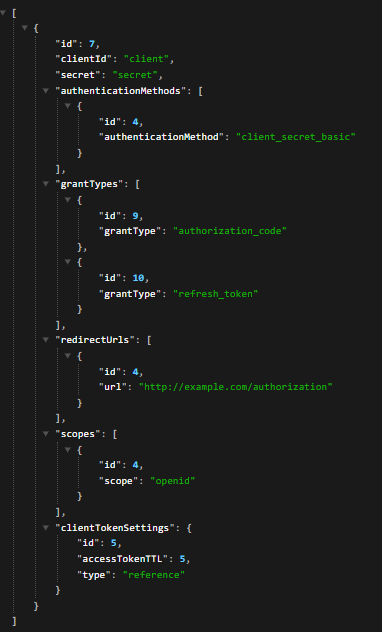 [
{
"id": 7,
"clientId": "client",
"secret": "secret",
"authenticationMethods": [
{
"id": 4,
"authenticationMethod": "client_secret_basic"
}
],
"grantTypes": [
{
"id": 9,
"grantType": "authorization_code"
},
{
"id": 10,
"grantType": "refresh_token"
}
],
"redirectUrls": [
{
"id": 4,
"url": "http://example.com/authorization"
}
],
"scopes": [
{
"id": 4,
"scope": "openid"
}
],
"clientTokenSettings": {
"id": 5,
"accessTokenTTL": 5,
"type": "reference"
}
}
]